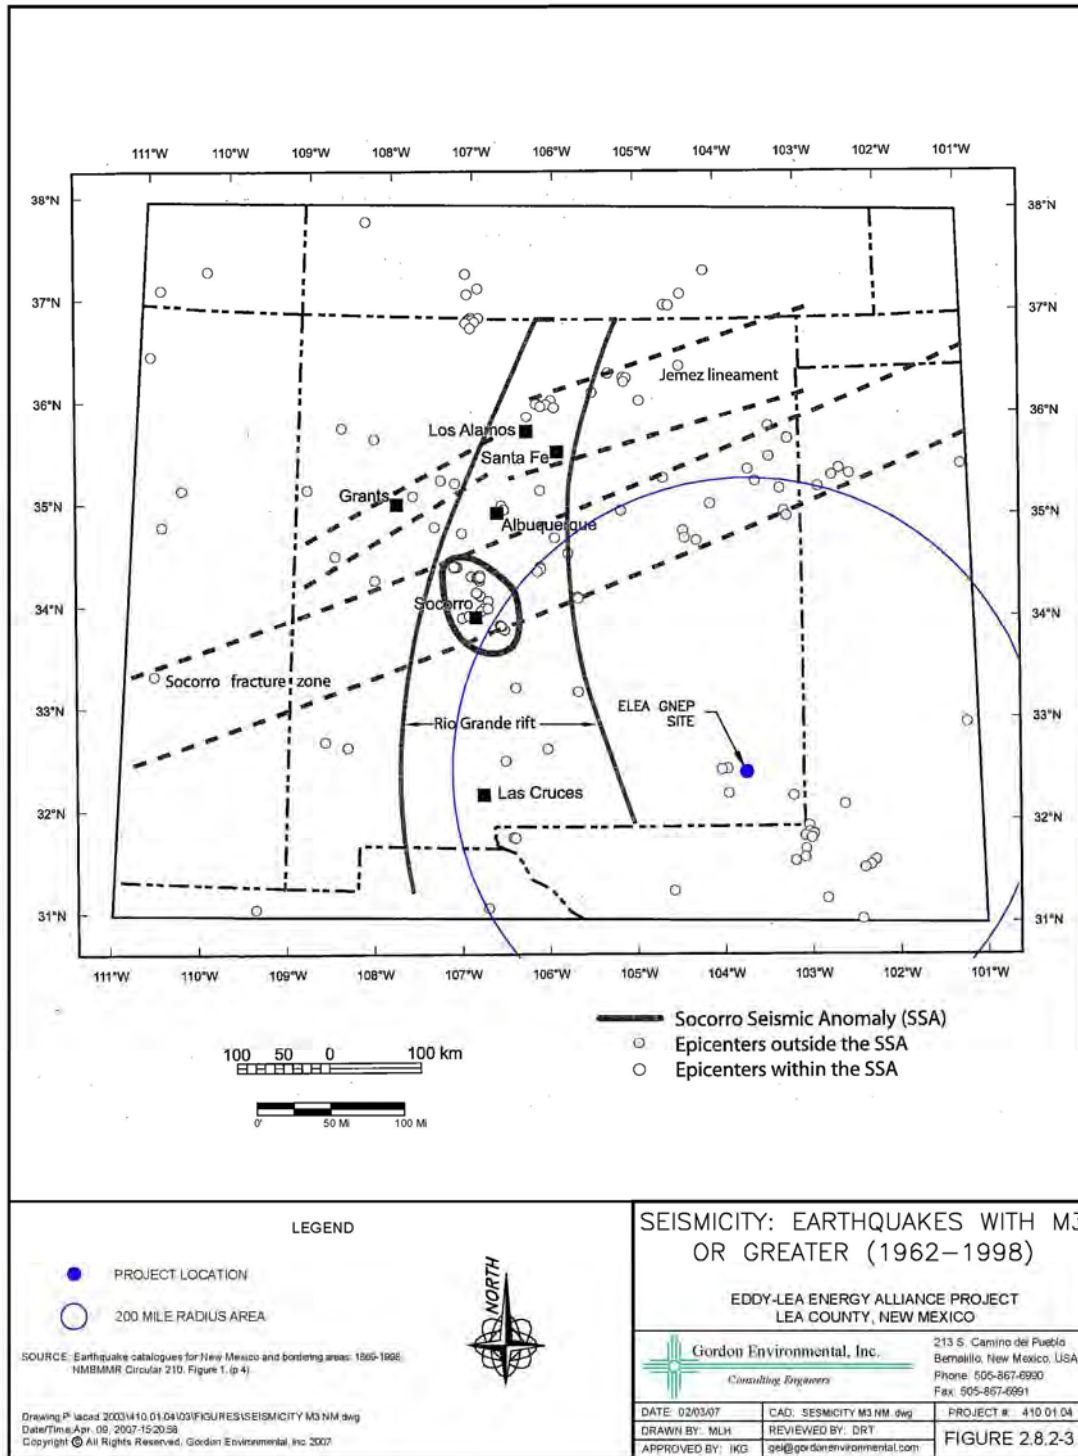 111°W 110°W 109°W 108°W 107°W 106°W 105°W 104°W 103°W 102°W 101°W
38°N 38°N
37°N 37°N
Jemez lineament
36°N 36°N
Los Alamos
Santa Fe
Grants
35°N 35°N
Albuquerque
Socorro
34°N 34°N
Socorro fracture zone
ELEA GNEP
SITE
33°N 33°N
Rio Grande rift
Las Cruces
32°N 32°N
31°N 31°N
111°W 110°W 109°W 108°W 107°W 106°W 105°W 104°W 103°W 102°W 101°W
Socorro Seismic Anomaly (SSA)
Epicenters outside the SSA
Epicenters within the SSA
100 50 0 100 km
0' 50 Mi 100 Mi
LEGEND
PROJECT LOCATION
200 MILE RADIUS AREA
NORTH
SOURCE: Earthquake catalogues for New Mexico and bordering areas: 1869-1998
NMBMMR Circular 210. Figure 1. (p 4)
Date/Time:Apr. 09, 2007-15:20:58
Copyright © All Rights Reserved, Gordon Environmental, Inc. 2007
SEISMICITY: EARTHQUAKES WITH M3
OR GREATER (1962-1998)
EDDY-LEA ENERGY ALLIANCE PROJECT
LEA COUNTY, NEW MEXICO
Gordon Environmental, Inc.
Consulting Engineers
213 S. Camino del Pueblo
Bernalillo, New Mexico, USA
Phone: 505-867-6990
Fax: 505-867-6991
DATE: 02/03/07 CAD: SESMICITY M3 NM.dwg PROJECT #: 410.01.04
DRAWN BY: MLH REVIEWED BY: DRT FIGURE 2.8.2-3
APPROVED BY: IKG gei@gordonenvironmental.com